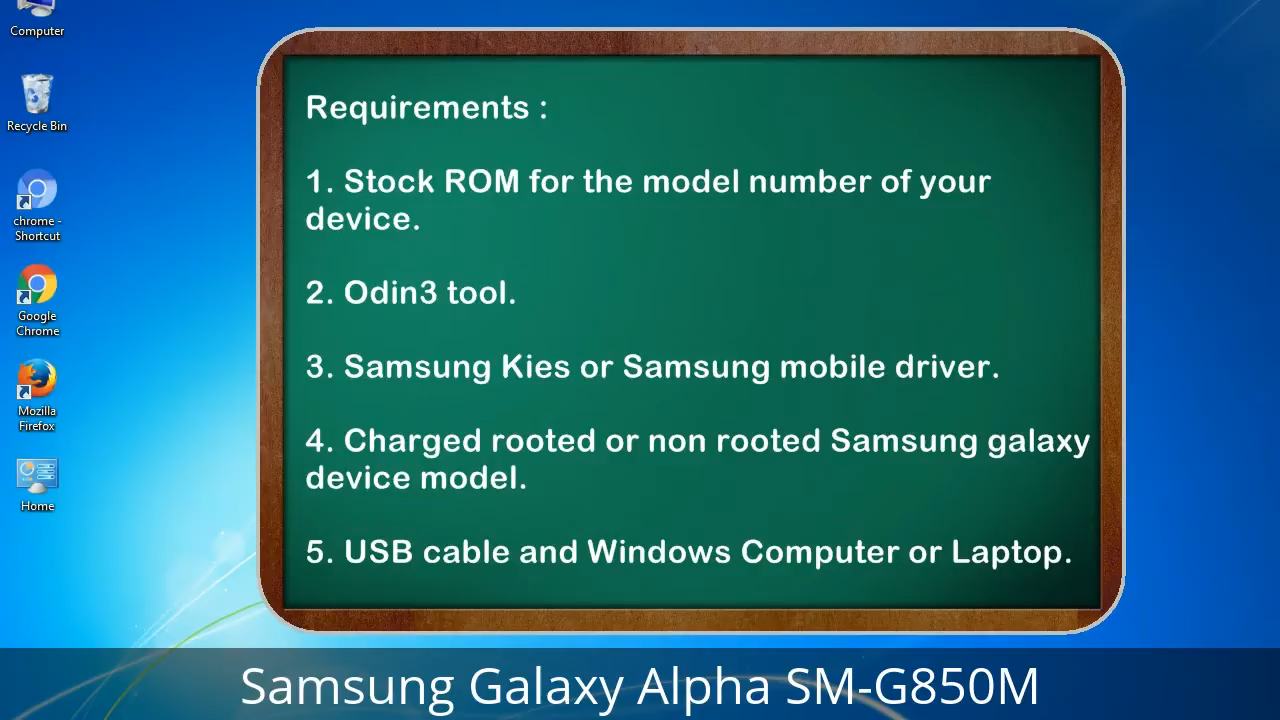 Computer
Recycle Bin
chrome -
Shortcut
Google
Chrome
Mozilla
Firefox
Home
Requirements :
1. Stock ROM for the model number of your
device.
2. Odin3 tool.
3. Samsung Kies or Samsung mobile driver.
4. Charged rooted or non rooted Samsung galaxy
device model.
5. USB cable and Windows Computer or Laptop.
Samsung Galaxy Alpha SM-G850M